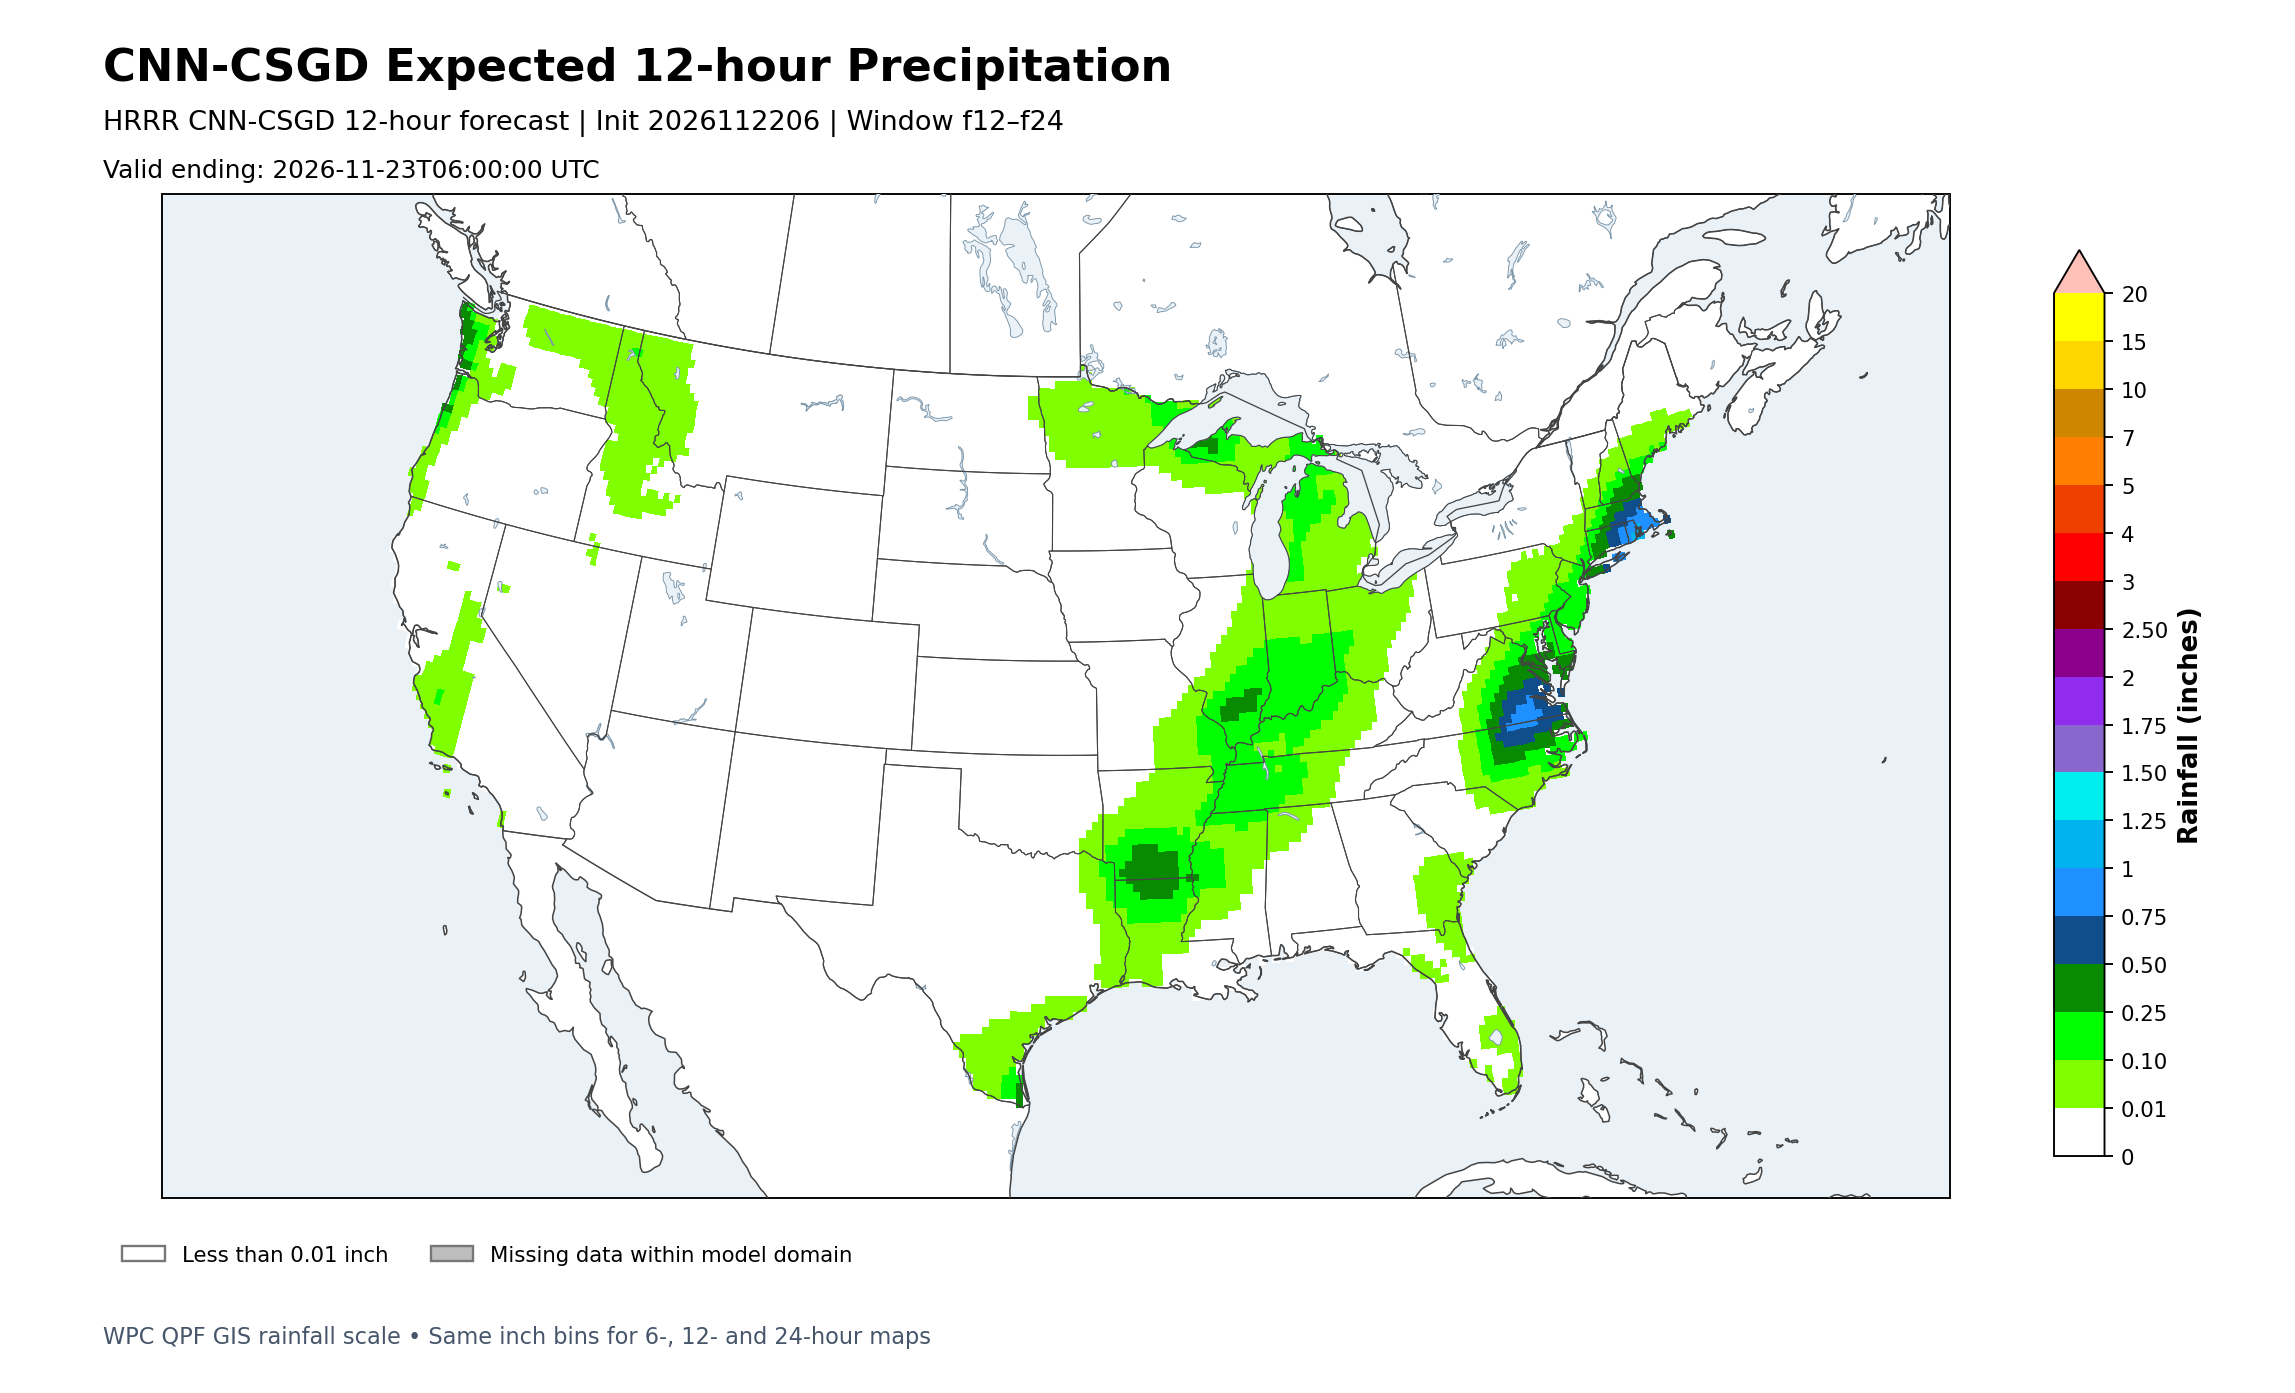 CNN-CSGD Expected 12-hour Precipitation
HRRR CNN-CSGD 12-hour forecast | Init 2026112206 | Window f12–f24
Valid ending: 2026-11-23T06:00:00 UTC
20
15
10
7
5
4
3
2.50
2
1.75
1.50
1.25
1
0.75
0.50
0.25
0.10
0.01
0
Rainfall (inches)
Less than 0.01 inch
Missing data within model domain
WPC QPF GIS rainfall scale • Same inch bins for 6-, 12- and 24-hour maps